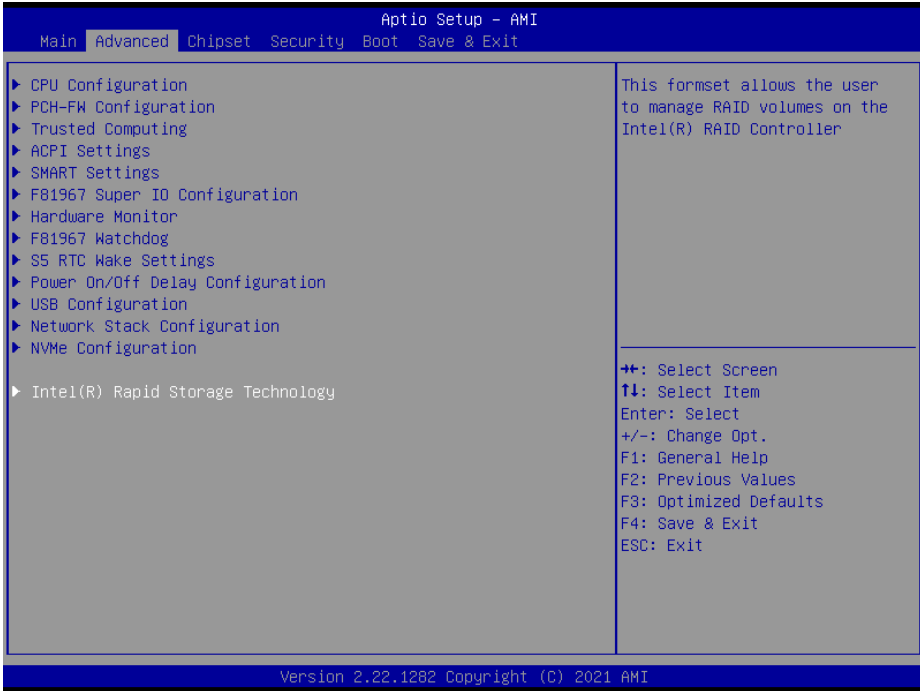 Aptio Setup – AMI
Main Advanced Chipset Security Boot Save & Exit
▶ CPU Configuration
▶ PCH-FW Configuration
▶ Trusted Computing
▶ ACPI Settings
▶ SMART Settings
▶ F81967 Super IO Configuration
▶ Hardware Monitor
▶ F81967 Watchdog
▶ S5 RTC Wake Settings
▶ Power On/Off Delay Configuration
▶ USB Configuration
▶ Network Stack Configuration
▶ NVMe Configuration
▶ Intel(R) Rapid Storage Technology
This formset allows the user
to manage RAID volumes on the
Intel(R) RAID Controller
→←: Select Screen
↑↓: Select Item
Enter: Select
+/-: Change Opt.
F1: General Help
F2: Previous Values
F3: Optimized Defaults
F4: Save & Exit
ESC: Exit
Version 2.22.1282 Copyright (C) 2021 AMI